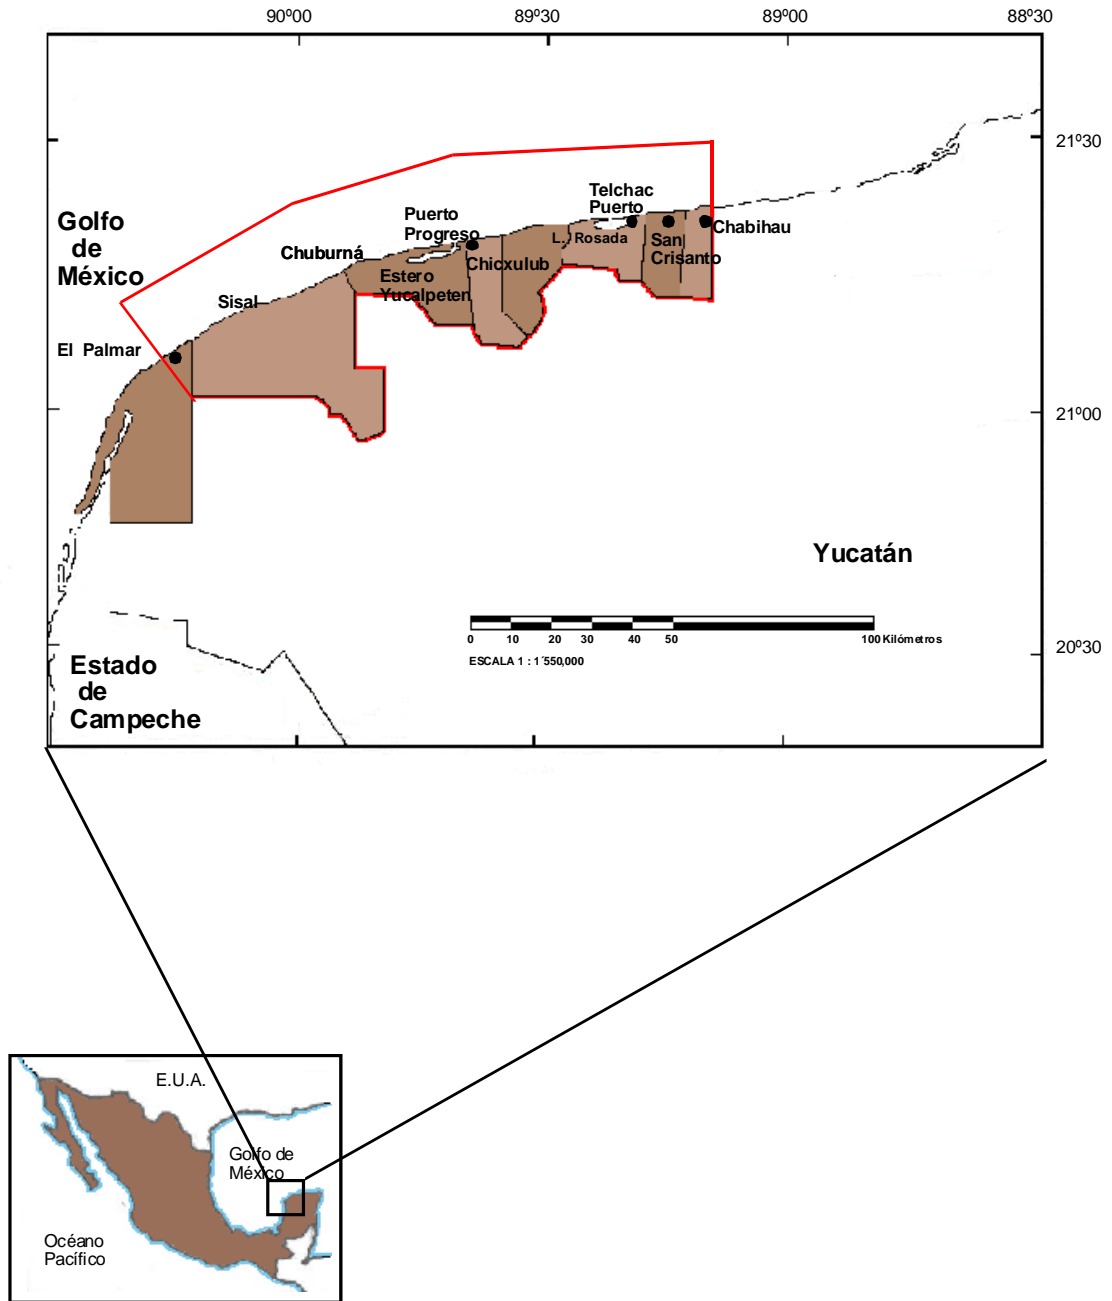 90º00
89º30
89º00
88º30
21º30
Golfo
de
México
Telchac
Puerto
Puerto
Progreso
Chabihau
Chuburná
L. Rosada
San
Crisanto
Chicxulub
Estero
Yucalpeten
Sisal
El Palmar
21º00
Yucatán
0 10 20 30 40 50 100 Kilómetros
ESCALA 1 : 1´550,000
20º30
Estado
de
Campeche
E.U.A.
Golfo de
México
Océano
Pacífico